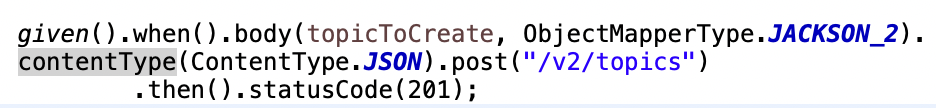 given().when().body(topicToCreate, ObjectMapperType.JACKSON_2).
contentType(ContentType.JSON).post("/v2/topics")
.then().statusCode(201);